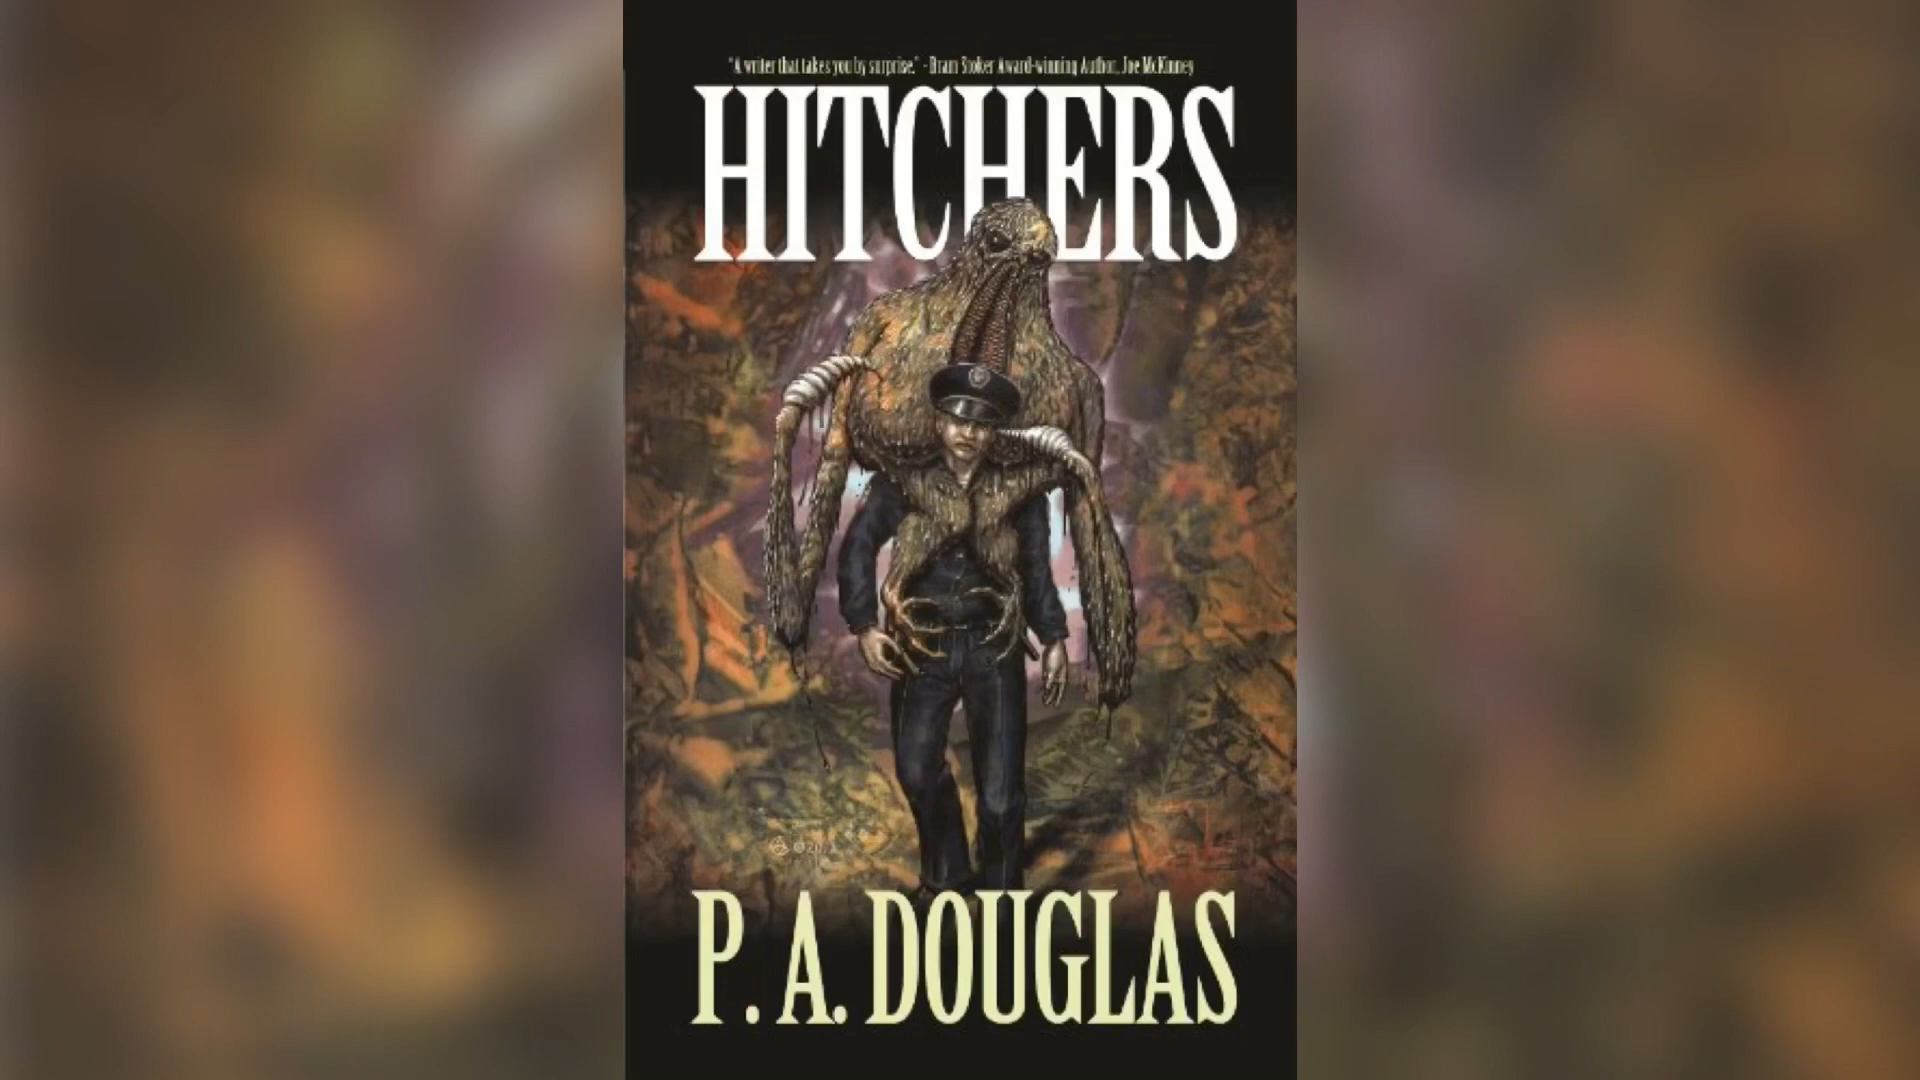 "A writer that takes you by surprise." - Bram Stoker Award-winning Author, Joe McKinney
HITCHERS
P. A. DOUGLAS